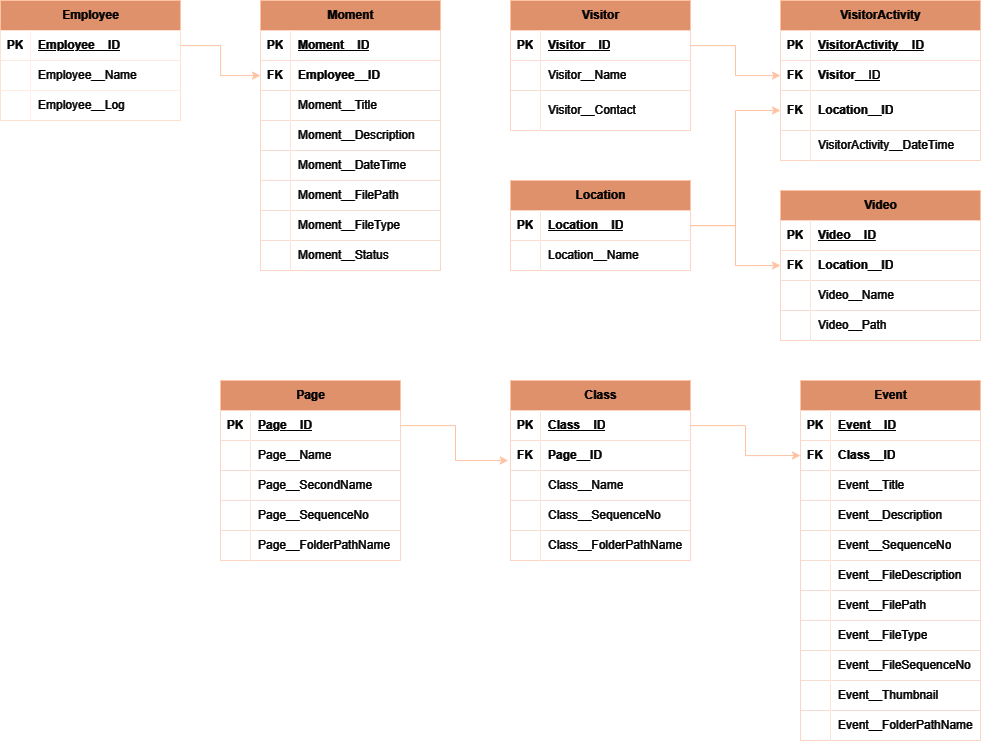 Employee
PK Employee__ID
Employee__Name
Employee__Log
Moment
PK Moment__ID
FK Employee__ID
Moment__Title
Moment__Description
Moment__DateTime
Moment__FilePath
Moment__FileType
Moment__Status
Visitor
PK Visitor__ID
Visitor__Name
Visitor__Contact
VisitorActivity
PK VisitorActivity__ID
FK Visitor__ID
FK Location__ID
VisitorActivity__DateTime
Location
PK Location__ID
Location__Name
Video
PK Video__ID
FK Location__ID
Video__Name
Video__Path
Page
PK Page__ID
Page__Name
Page__SecondName
Page__SequenceNo
Page__FolderPathName
Class
PK Class__ID
FK Page__ID
Class__Name
Class__SequenceNo
Class__FolderPathName
Event
PK Event__ID
FK Class__ID
Event__Title
Event__Description
Event__SequenceNo
Event__FileDescription
Event__FilePath
Event__FileType
Event__FileSequenceNo
Event__Thumbnail
Event__FolderPathName